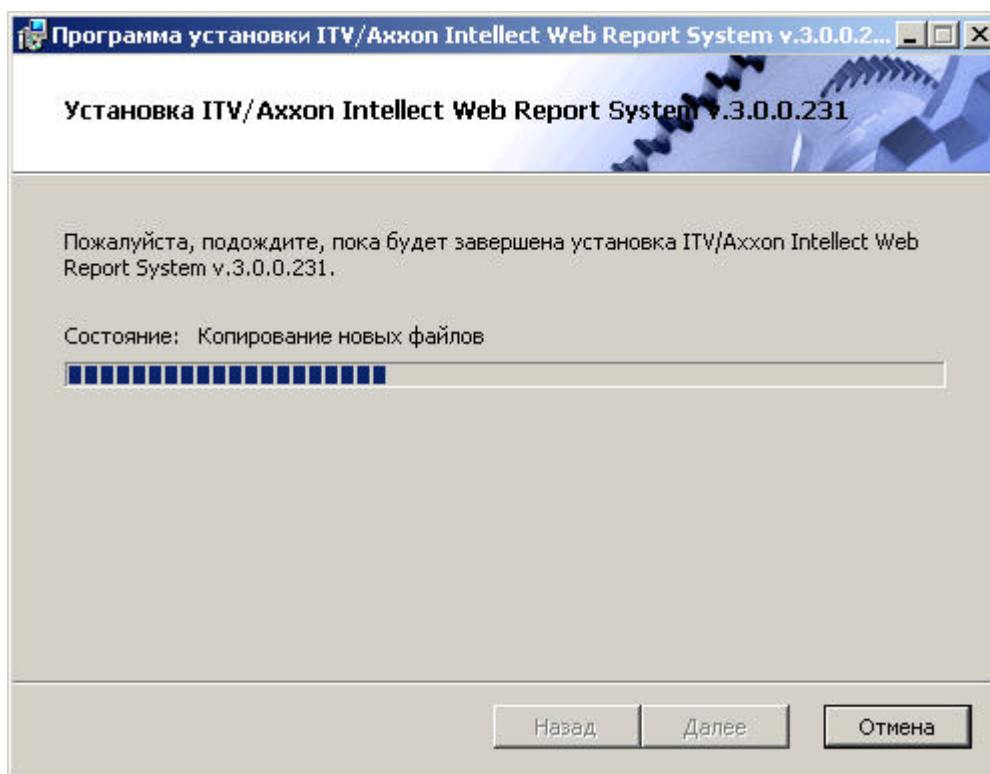 Программа установки ITV/Axxon Intellect Web Report System v.3.0.0.2...
Установка ITV/Axxon Intellect Web Report System v.3.0.0.231
Пожалуйста, подождите, пока будет завершена установка ITV/Axxon Intellect Web
Report System v.3.0.0.231.
Состояние: Копирование новых файлов
Назад Далее Отмена